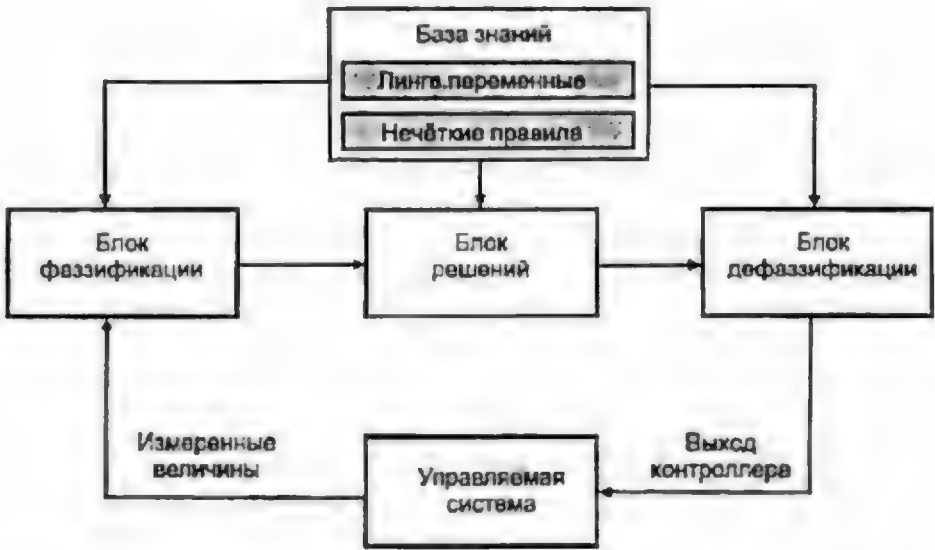 База знаний
Лингв.переменные
Нечёткие правила
Блок
фаззификации
Блок
решений
Блок
дефаззификации
Измеренные
величины
Управляемая
система
Выход
контроллера